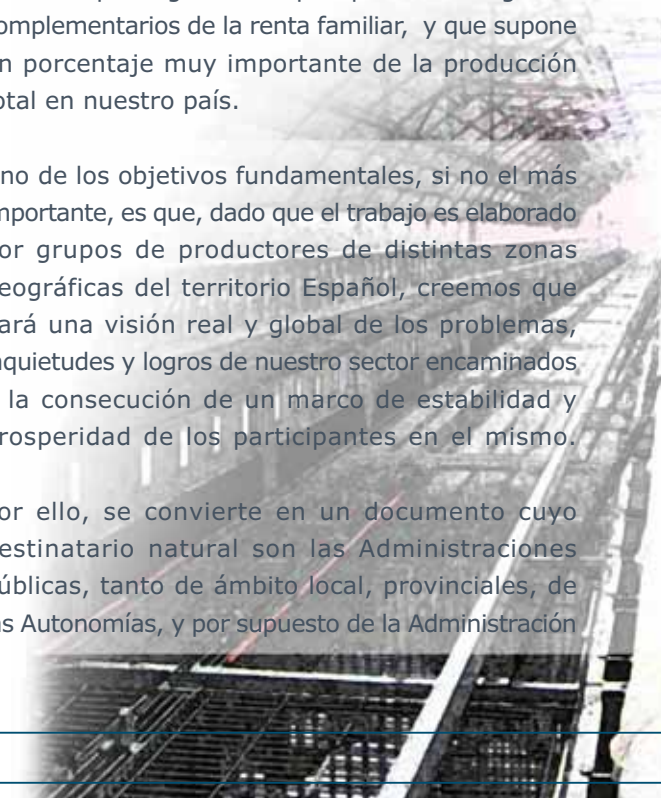 omplementarios de la renta familiar, y que supone
n porcentaje muy importante de la producción
otal en nuestro país.
no de los objetivos fundamentales, si no el más
mportante, es que, dado que el trabajo es elaborado
or grupos de productores de distintas zonas
eográficas del territorio Español, creemos que
ará una visión real y global de los problemas,
nquietudes y logros de nuestro sector encaminados
la consecución de un marco de estabilidad y
rosperidad de los participantes en el mismo.
or ello, se convierte en un documento cuyo
estinatario natural son las Administraciones
úblicas, tanto de ámbito local, provinciales, de
as Autonomías, y por supuesto de la Administración